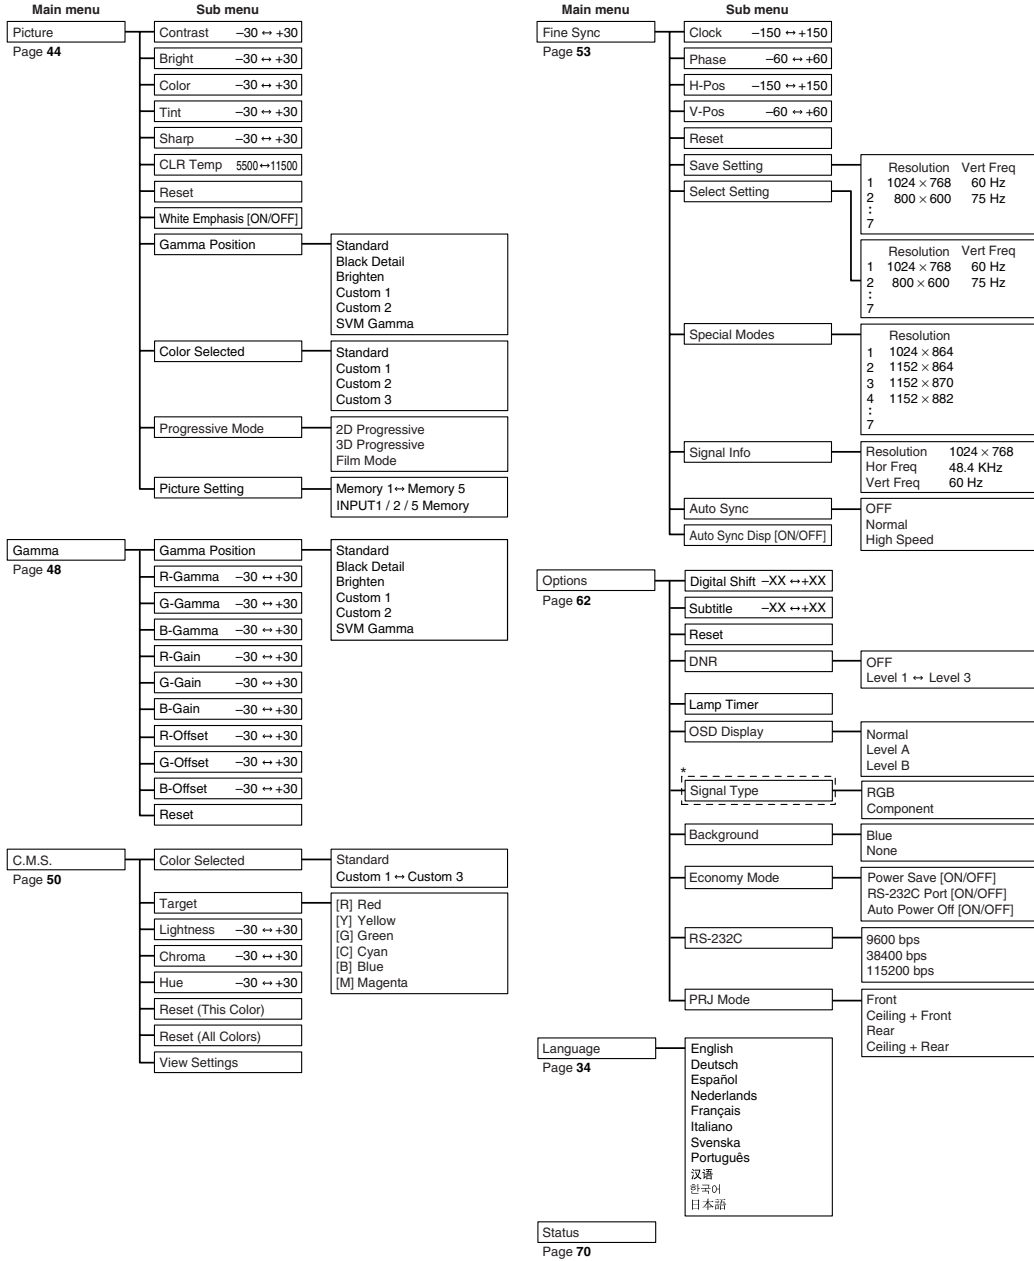 Main menu
Sub menu
Picture
Page 44
Contrast −30 ↔ +30
Bright −30 ↔ +30
Color −30 ↔ +30
Tint −30 ↔ +30
Sharp −30 ↔ +30
CLR Temp 5500↔11500
Reset
White Emphasis [ON/OFF]
Gamma Position
Standard
Black Detail
Brighten
Custom 1
Custom 2
SVM Gamma
Color Selected
Standard
Custom 1
Custom 2
Custom 3
Progressive Mode
2D Progressive
3D Progressive
Film Mode
Picture Setting
Memory 1↔ Memory 5
INPUT1 / 2 / 5 Memory
Gamma
Page 48
Gamma Position
Standard
Black Detail
Brighten
Custom 1
Custom 2
SVM Gamma
R-Gamma −30 ↔ +30
G-Gamma −30 ↔ +30
B-Gamma −30 ↔ +30
R-Gain −30 ↔ +30
G-Gain −30 ↔ +30
B-Gain −30 ↔ +30
R-Offset −30 ↔ +30
G-Offset −30 ↔ +30
B-Offset −30 ↔ +30
Reset
C.M.S.
Page 50
Color Selected
Standard
Custom 1 ↔ Custom 3
Target
[R] Red
[Y] Yellow
[G] Green
[C] Cyan
[B] Blue
[M] Magenta
Lightness −30 ↔ +30
Chroma −30 ↔ +30
Hue −30 ↔ +30
Reset (This Color)
Reset (All Colors)
View Settings
Main menu
Sub menu
Fine Sync
Page 53
Clock −150 ↔ +150
Phase −60 ↔ +60
H-Pos −150 ↔ +150
V-Pos −60 ↔ +60
Reset
Save Setting
Resolution Vert Freq
1 1024 × 768 60 Hz
2 800 × 600 75 Hz
:
7
Select Setting
Resolution Vert Freq
1 1024 × 768 60 Hz
2 800 × 600 75 Hz
:
7
Special Modes
Resolution
1 1024 × 864
2 1152 × 864
3 1152 × 870
4 1152 × 882
:
7
Signal Info
Resolution 1024 × 768
Hor Freq 48.4 KHz
Vert Freq 60 Hz
Auto Sync
OFF
Normal
High Speed
Auto Sync Disp [ON/OFF]
Options
Page 62
Digital Shift −XX ↔+XX
Subtitle −XX ↔+XX
Reset
DNR
OFF
Level 1 ↔ Level 3
Lamp Timer
OSD Display
Normal
Level A
Level B
*
Signal Type
RGB
Component
Background
Blue
None
Economy Mode
Power Save [ON/OFF]
RS-232C Port [ON/OFF]
Auto Power Off [ON/OFF]
RS-232C
9600 bps
38400 bps
115200 bps
PRJ Mode
Front
Ceiling + Front
Rear
Ceiling + Rear
Language
Page 34
English
Deutsch
Español
Nederlands
Français
Italiano
Svenska
Português
汉语
한국어
日本語
Status
Page 70